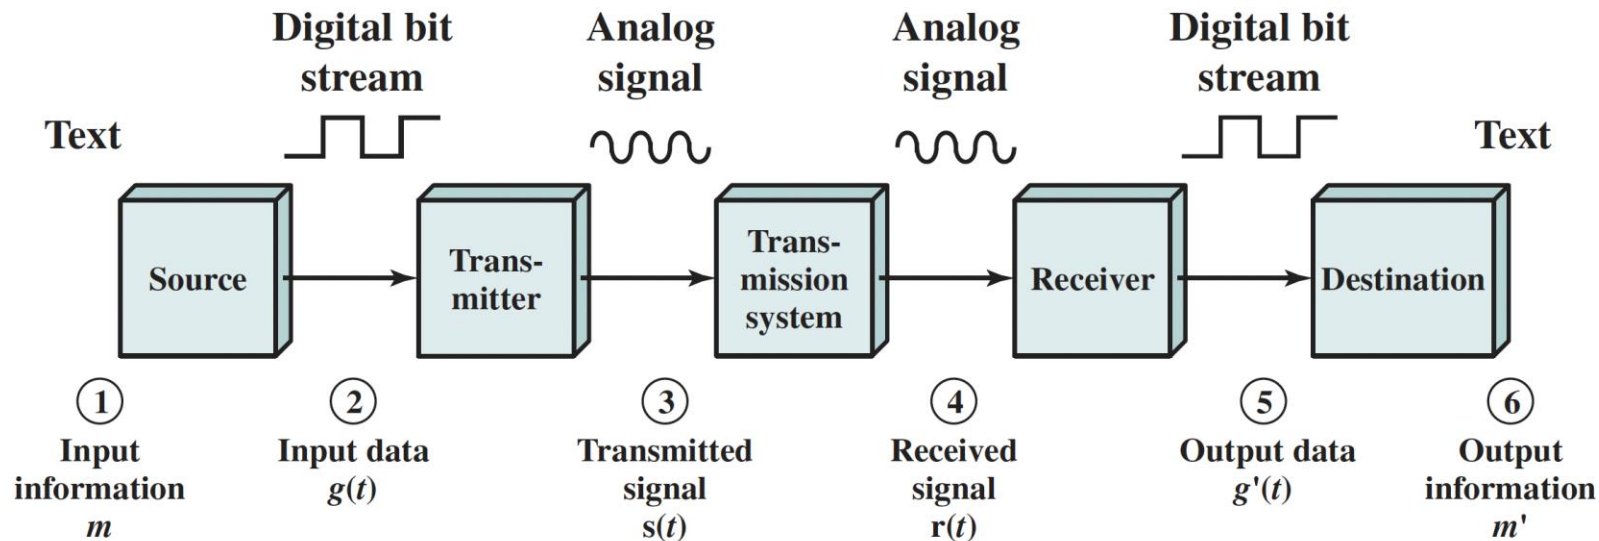 Digital bit
stream
Analog
signal
Analog
signal
Digital bit
stream
Text
Text
Source
Trans-
mitter
Trans-
mission
system
Receiver
Destination
1
Input
information
m
2
Input data
g(t)
3
Transmitted
signal
s(t)
4
Received
signal
r(t)
5
Output data
g'(t)
6
Output
information
m'